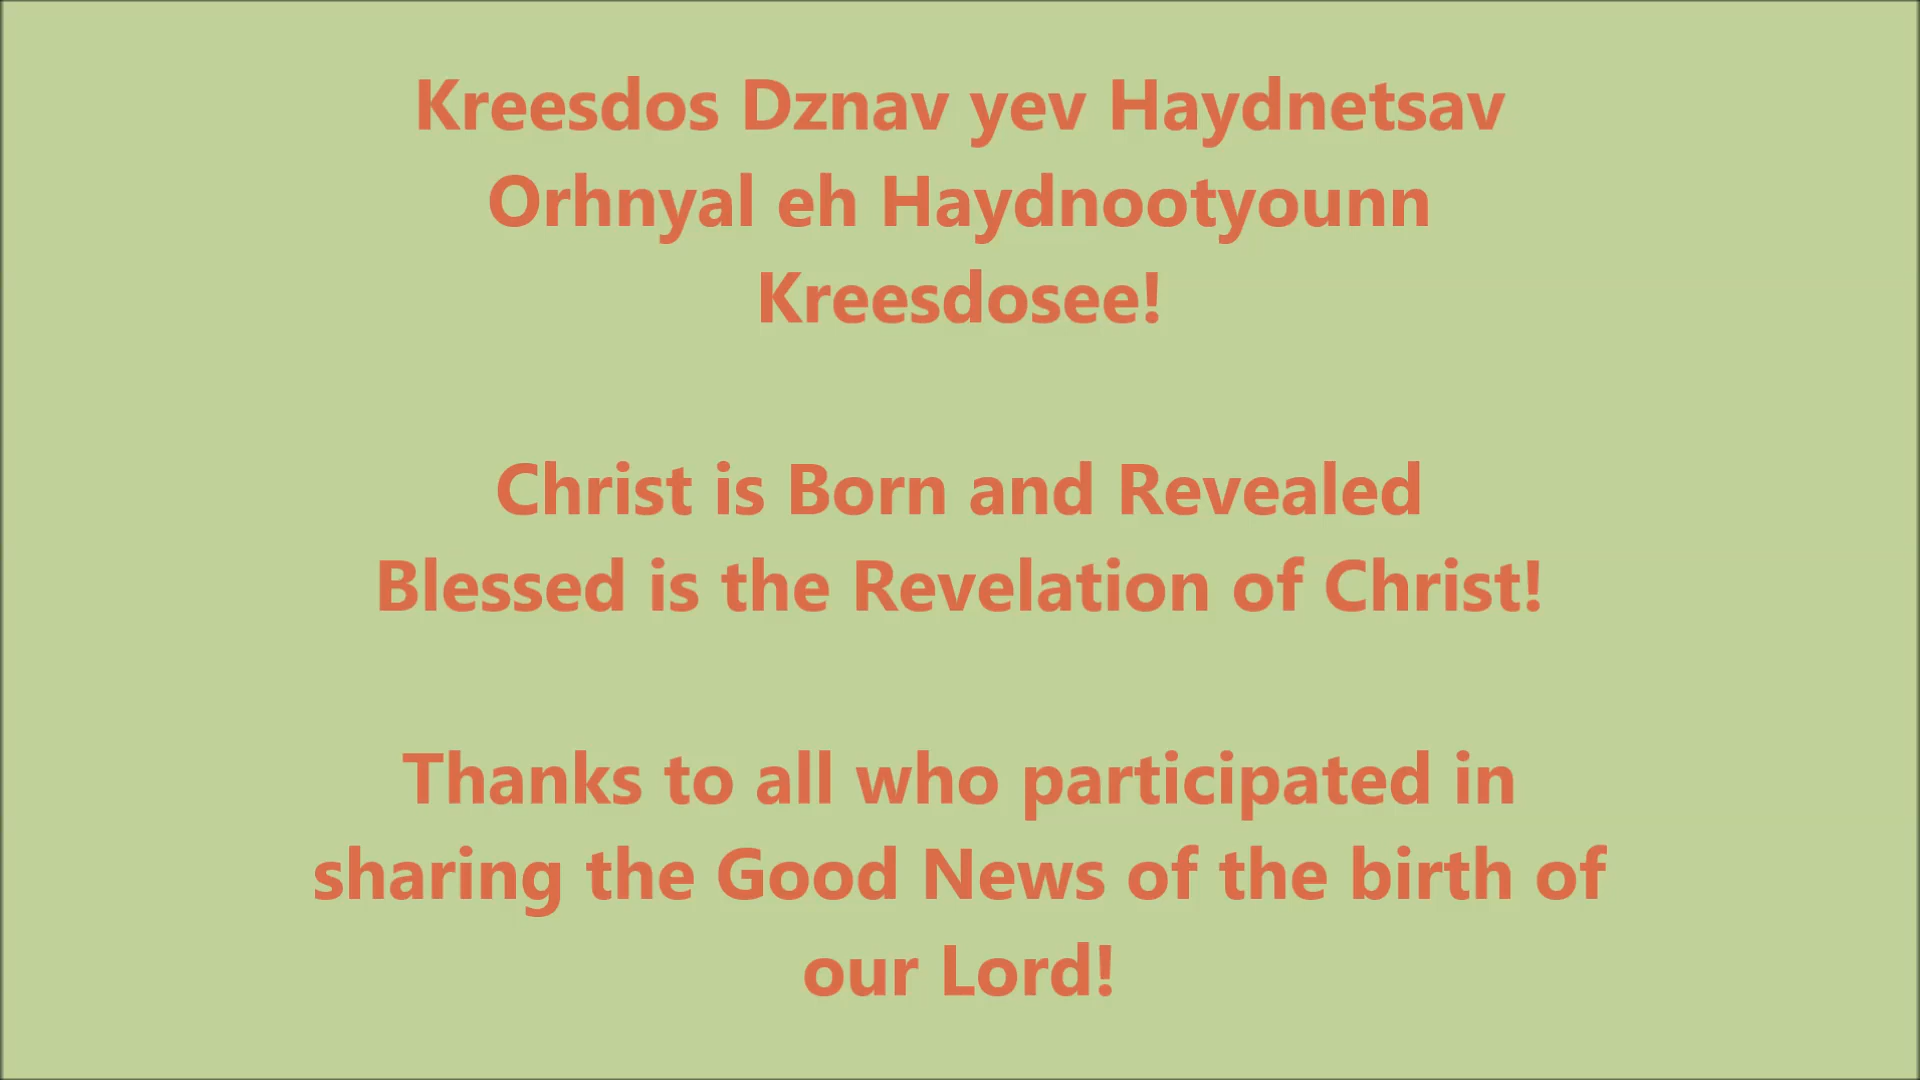 Kreesdos Dznav yev Haydnetsav
Orhnyal eh Haydnootyounn
Kreesdosee!
Christ is Born and Revealed
Blessed is the Revelation of Christ!
Thanks to all who participated in
sharing the Good News of the birth of
our Lord!